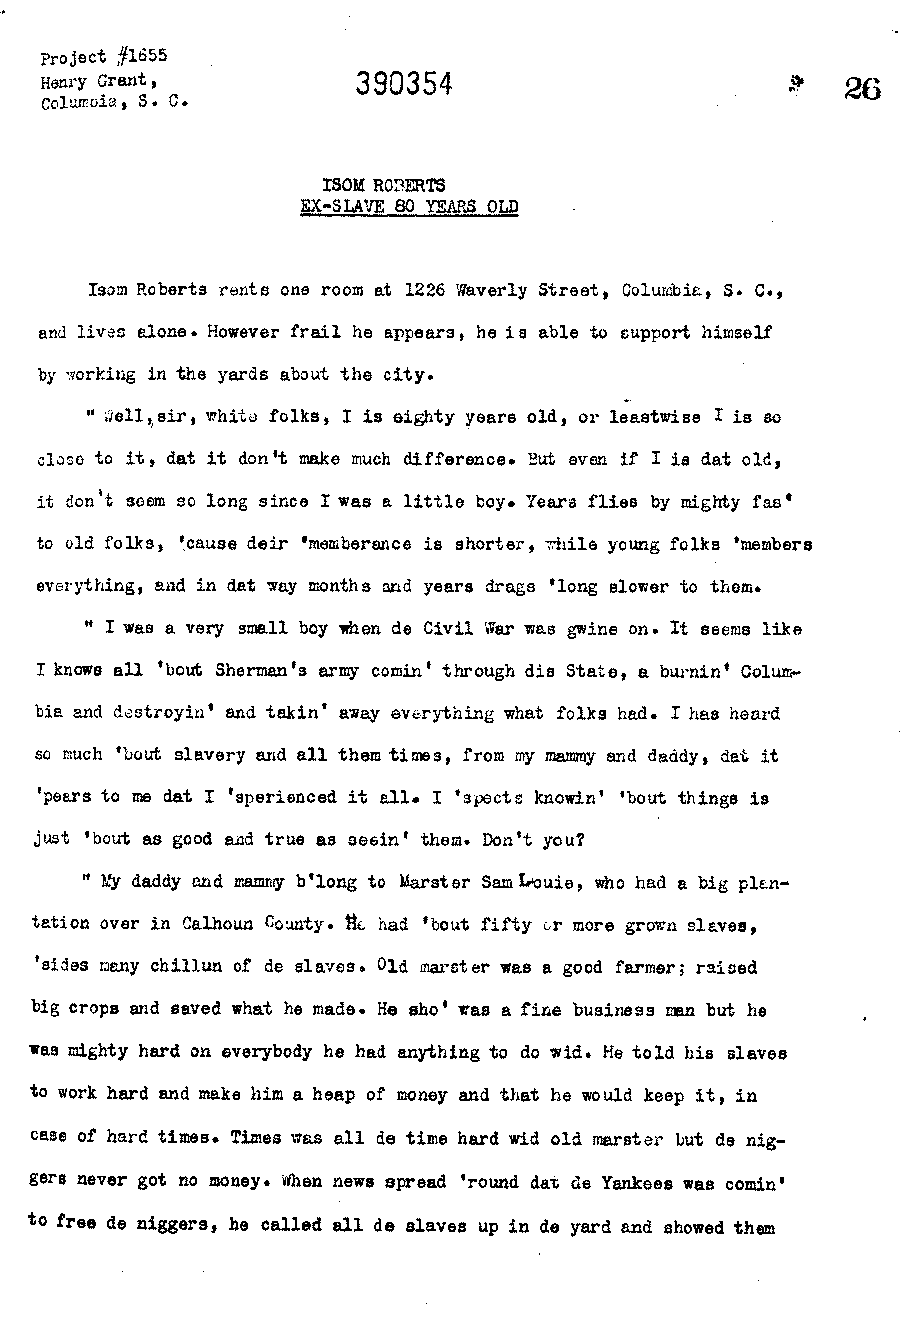 Project #1655
Henry Grant,
Columbia, S. C.
390354
26
ISOM ROBERTS
EX-SLAVE 80 YEARS OLD
Isom Roberts rents one room at 1226 Waverly Street, Columbia, S. C.,
and lives alone. However frail he appears, he is able to support himself
by working in the yards about the city.
" Well, sir, white folks, I is eighty years old, or leastwise I is so
close to it, dat it don't make much difference. But even if I is dat old,
it don't seem so long since I was a little boy. Years flies by mighty fas'
to old folks, 'cause deir 'memberance is shorter, while young folks 'members
everything, and in dat way months and years drags 'long slower to them.
" I was a very small boy when de Civil War was gwine on. It seems like
I knows all 'bout Sherman's army comin' through dis State, a burnin' Colum-
bia and destroyin' and takin' away everything what folks had. I has heard
so much 'bout slavery and all them times, from my mammy and daddy, dat it
'pears to me dat I 'sperienced it all. I 'spects knowin' 'bout things is
just 'bout as good and true as seein' them. Don't you?
" My daddy and mammy b'long to Marster Sam Louie, who had a big plan-
tation over in Calhoun County. He had 'bout fifty or more grown slaves,
'sides many chillun of de slaves. Old marster was a good farmer; raised
big crops and saved what he made. He sho' was a fine business man but he
was mighty hard on everybody he had anything to do wid. He told his slaves
to work hard and make him a heap of money and that he would keep it, in
case of hard times. Times was all de time hard wid old marster but de nig-
gers never got no money. When news spread 'round dat de Yankees was comin'
to free de niggers, he called all de slaves up in de yard and showed them